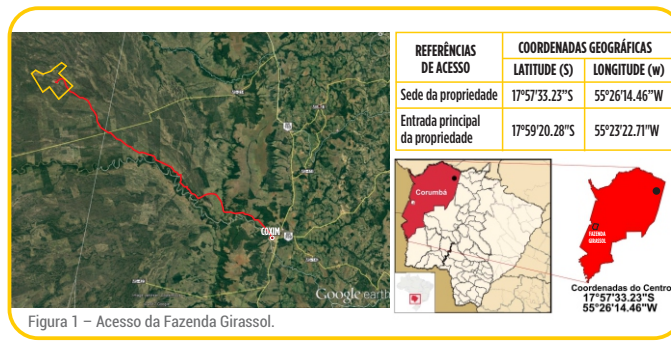 COXIM
Google earth
REFERÊNCIAS DE ACESSO
COORDENADAS GEOGRÁFICAS
LATITUDE (S)
LONGITUDE (w)
Sede da propriedade
17°57'33.23"S
55°26'14.46"W
Entrada principal da propriedade
17°59'20.28"S
55°23'22.71"W
Corumbá
FAZENDA
GIRASSOL
Coordenadas do Centro
17°57'33.23"S
55°26'14.46"W
Figura 1 – Acesso da Fazenda Girassol.